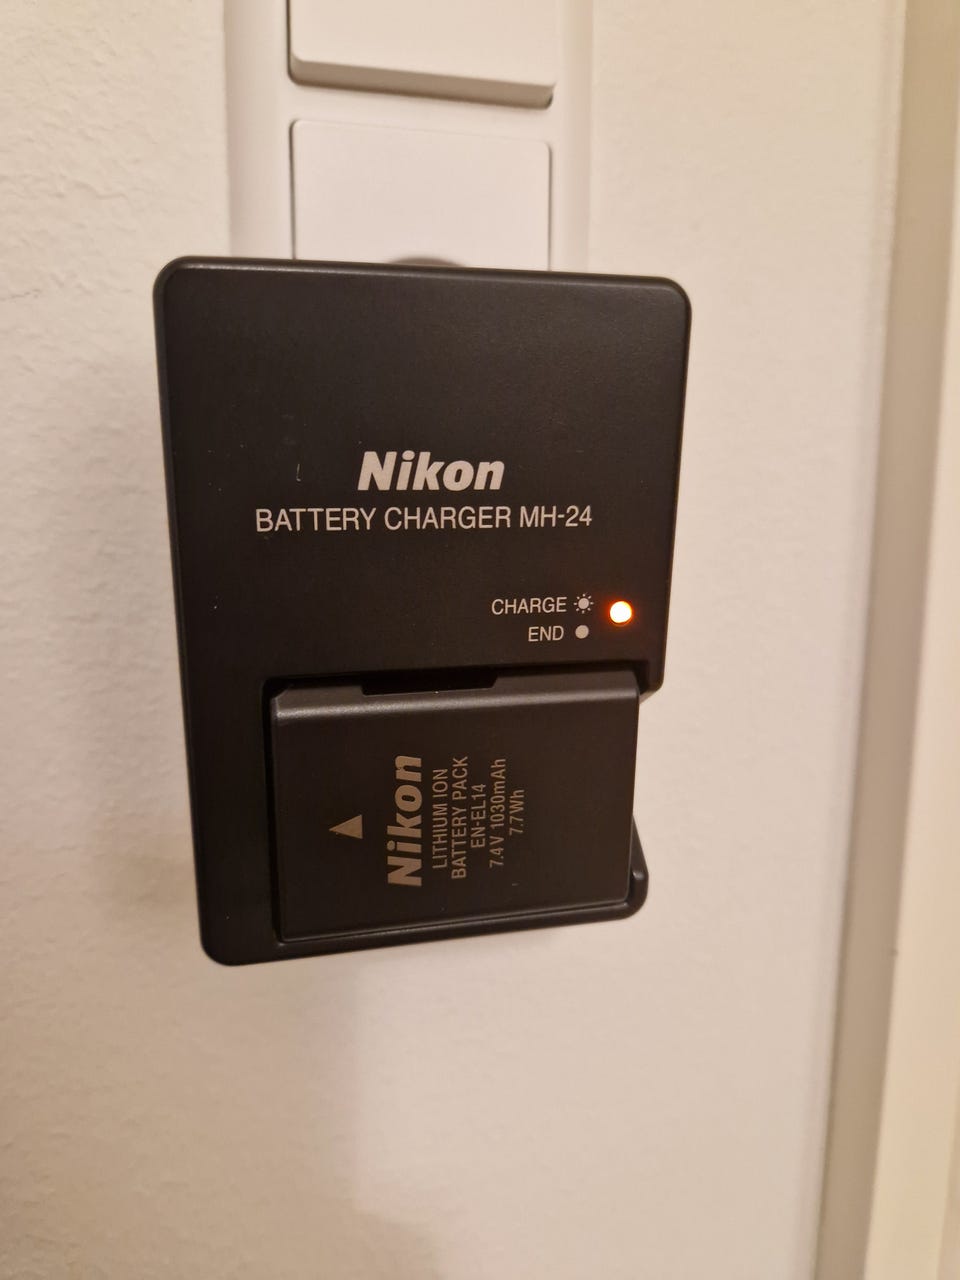 Nikon
BATTERY CHARGER MH-24
CHARGE
END
Nikon
LITHIUM ION
BATTERY PACK
EN-EL14
7.4V 1030mAh
7.7Wh